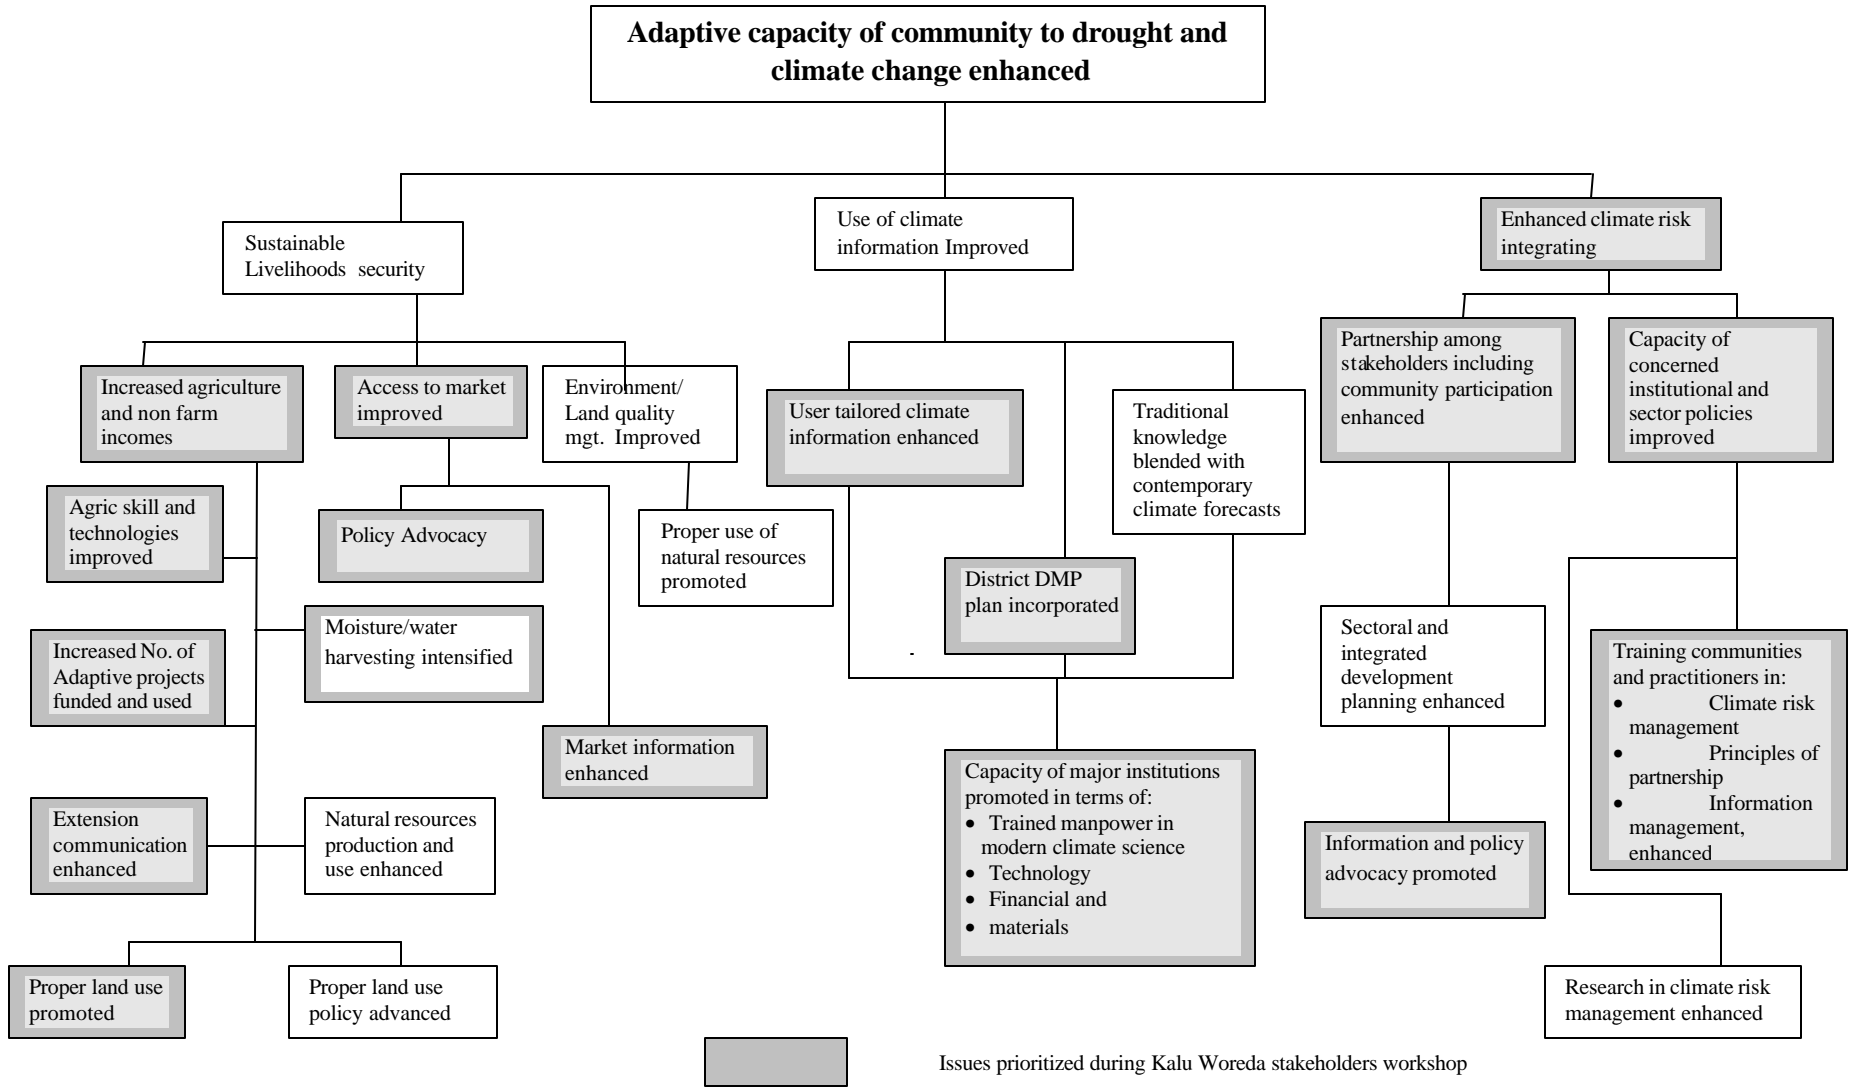 Adaptive capacity of community to drought and
climate change enhanced
Sustainable
Livelihoods security
Use of climate
information Improved
Enhanced climate risk
integrating
Increased agriculture
and non farm
incomes
Access to market
improved
Environment/
Land quality
mgt. Improved
User tailored climate
information enhanced
Traditional
knowledge
blended with
contemporary
climate forecasts
Partnership among
stakeholders including
community participation
enhanced
Capacity of
concerned
institutional and
sector policies
improved
Agric skill and
technologies
improved
Policy Advocacy
Proper use of
natural resources
promoted
District DMP
plan incorporated
Moisture/water
harvesting intensified
Increased No. of
Adaptive projects
funded and used
-
Sectoral and
integrated
development
planning enhanced
Training communities
and practitioners in:
• Climate risk
management
• Principles of
partnership
• Information
management,
enhanced
Market information
enhanced
Capacity of major institutions
promoted in terms of:
• Trained manpower in
modern climate science
• Technology
• Financial and
• materials
Extension
communication
enhanced
Natural resources
production and
use enhanced
Information and policy
advocacy promoted
Proper land use
promoted
Proper land use
policy advanced
Research in climate risk
management enhanced
Issues prioritized during Kalu Woreda stakeholders workshop